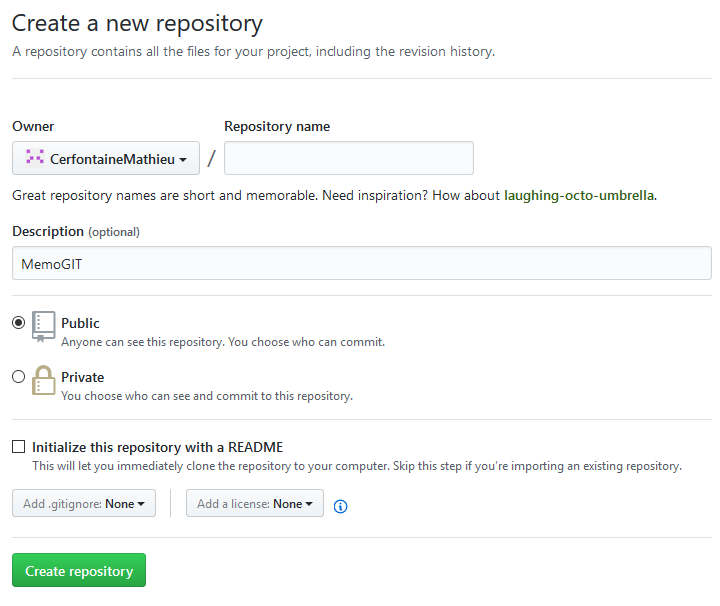 Create a new repository
A repository contains all the files for your project, including the revision history.
Owner Repository name
CerfontaineMathieu /
Great repository names are short and memorable. Need inspiration? How about laughing-octo-umbrella.
Description (optional)
MemoGIT
Public
Anyone can see this repository. You choose who can commit.
Private
You choose who can see and commit to this repository.
Initialize this repository with a README
This will let you immediately clone the repository to your computer. Skip this step if you're importing an existing repository.
Add .gitignore: None Add a license: None
Create repository